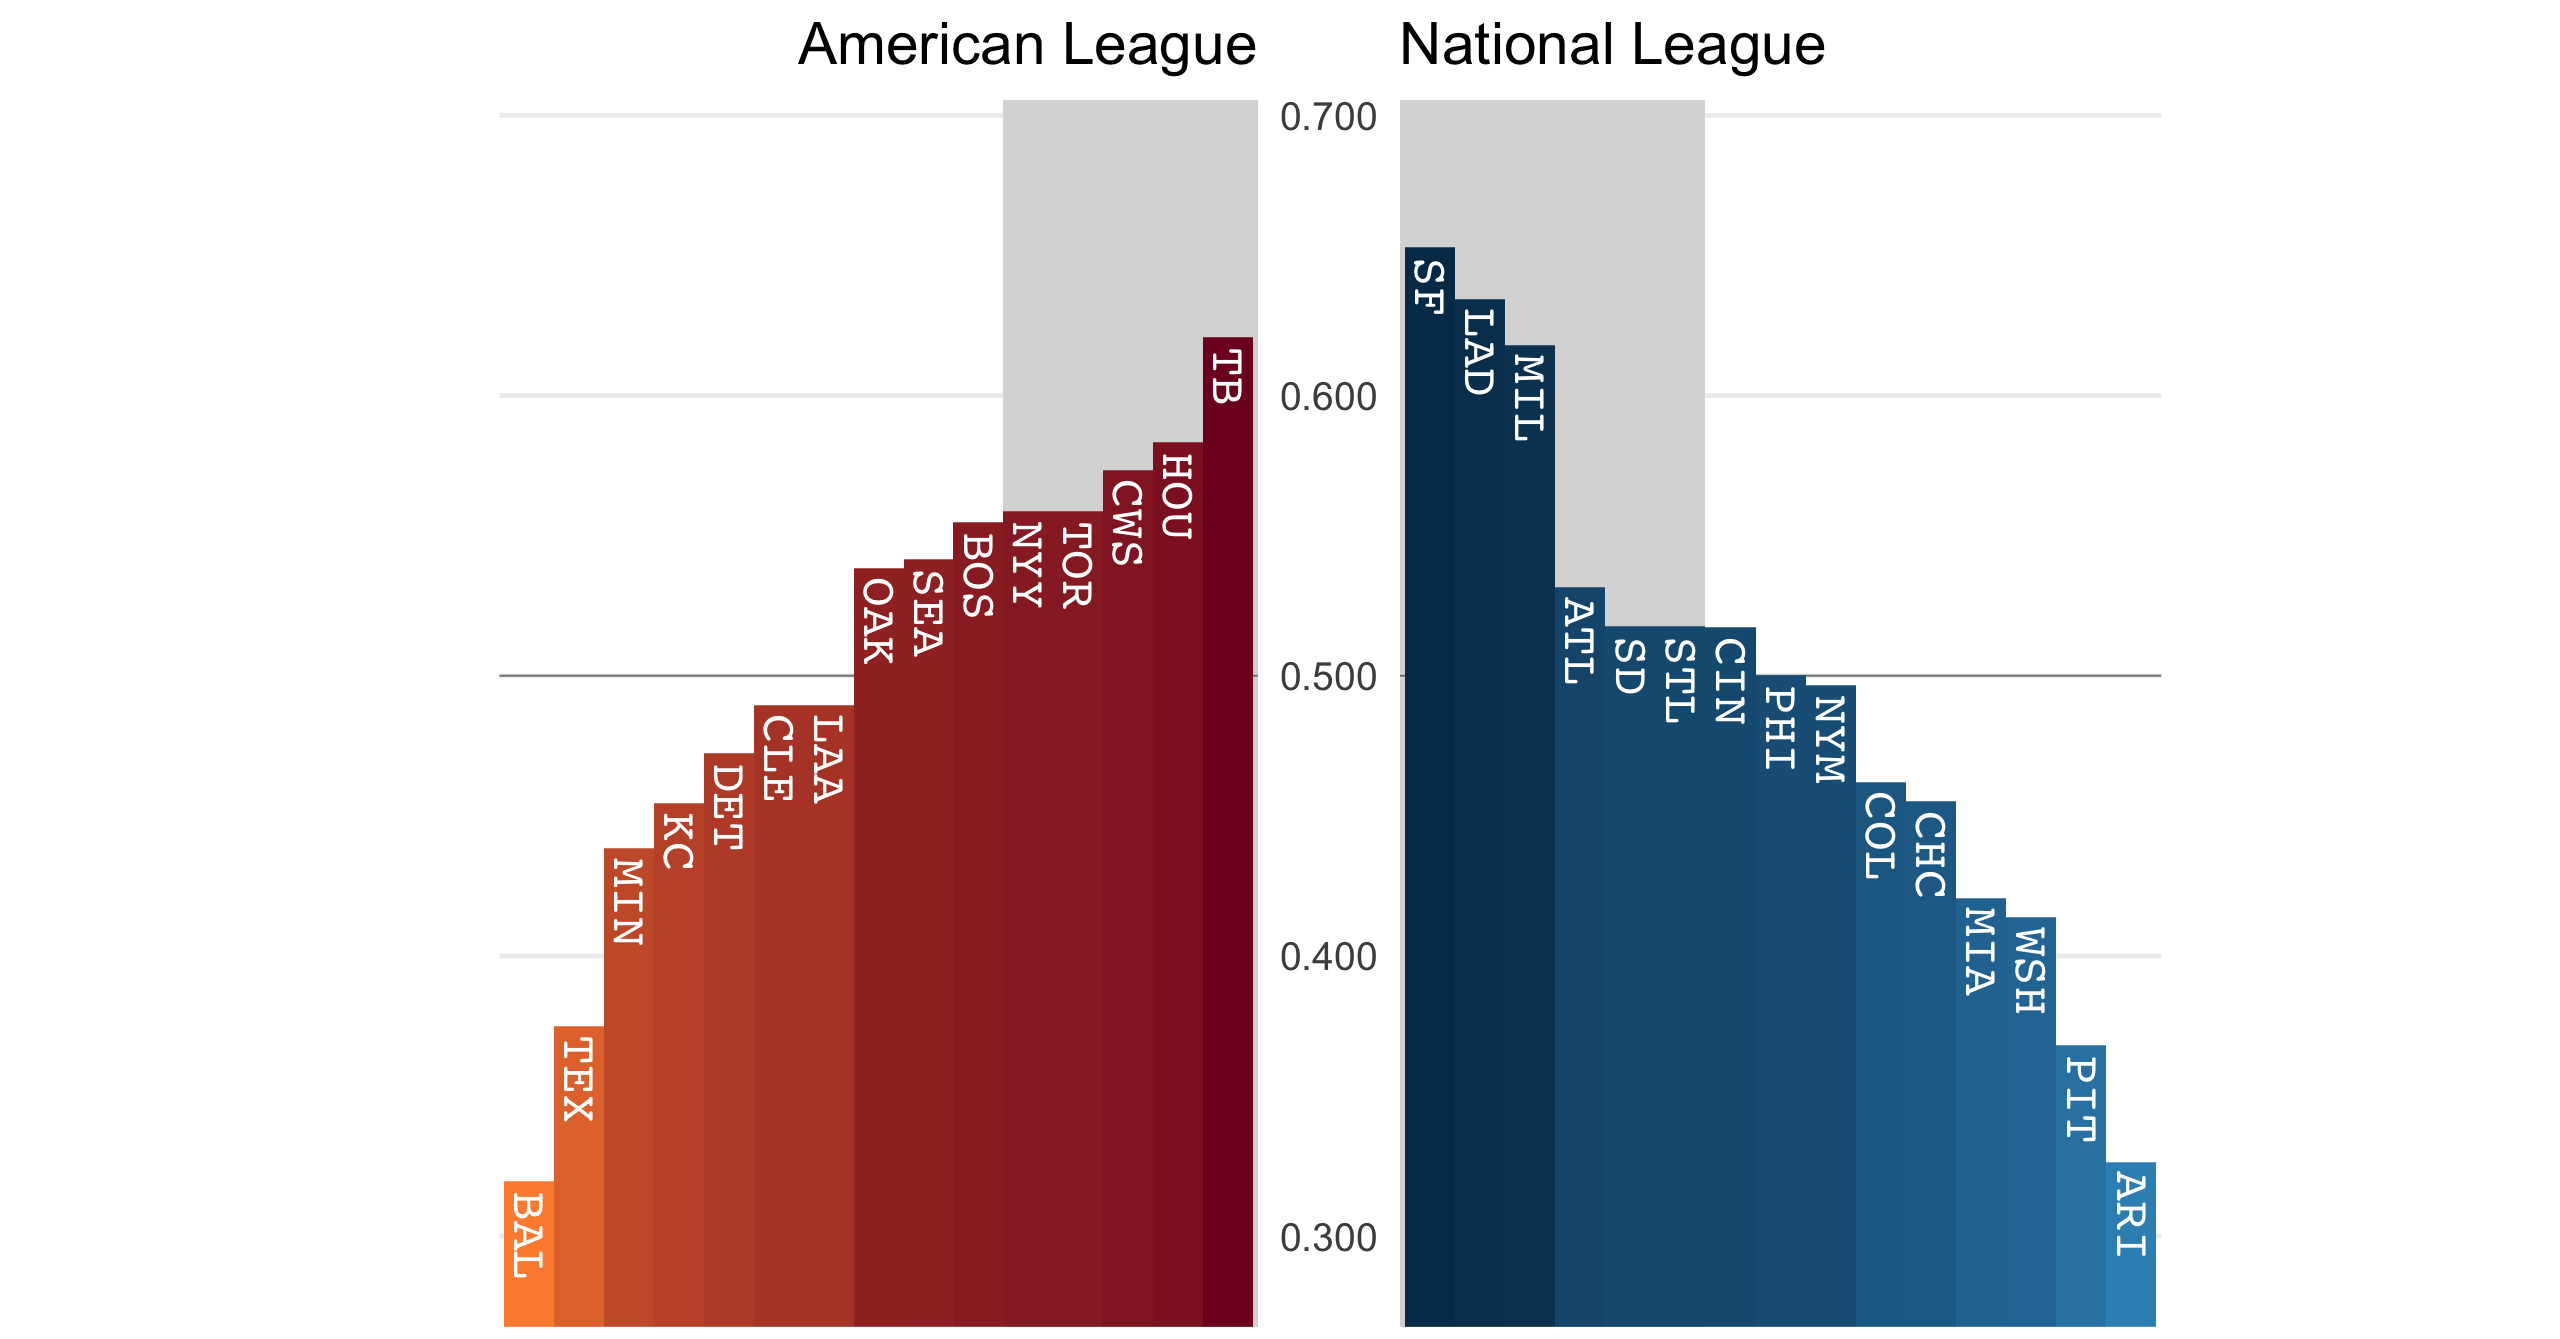 American League
National League
0.700
0.600
0.500
0.400
0.300
BAL
TEX
MIN
KC
DET
CLE
LAA
OAK
SEA
BOS
NYY
TOR
CWS
HOU
TB
SF
LAD
MIL
ATL
SD
STL
CIN
PHI
NYM
COL
CHC
MIA
WSH
PIT
ARI